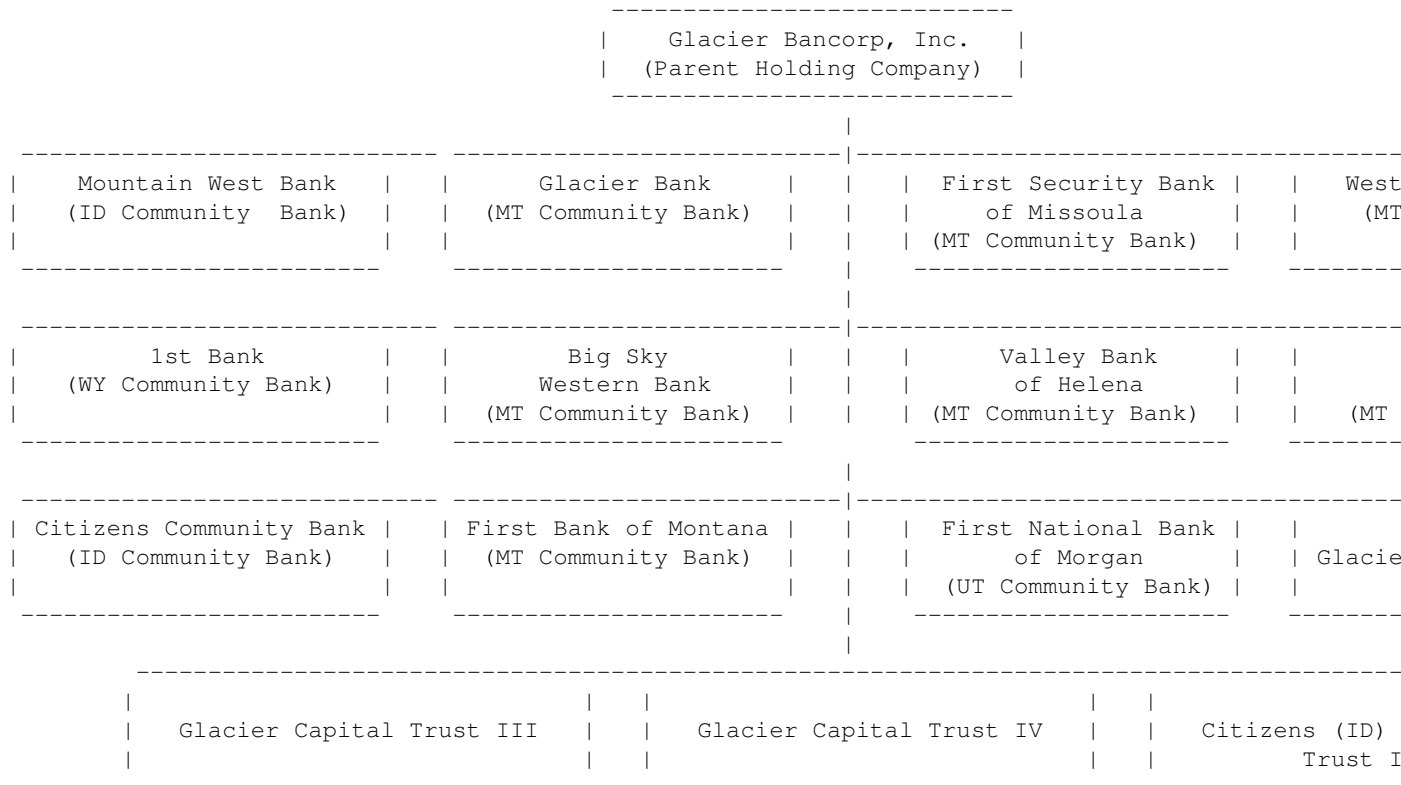 Glacier Bancorp, Inc.
(Parent Holding Company)
Mountain West Bank
(ID Community Bank)
Glacier Bank
(MT Community Bank)
First Security Bank
of Missoula
(MT Community Bank)
West
(MT
1st Bank
(WY Community Bank)
Big Sky
Western Bank
(MT Community Bank)
Valley Bank
of Helena
(MT Community Bank)
(MT
Citizens Community Bank
(ID Community Bank)
First Bank of Montana
(MT Community Bank)
First National Bank
of Morgan
(UT Community Bank)
Glacie
Glacier Capital Trust III
Glacier Capital Trust IV
Citizens (ID)
Trust I